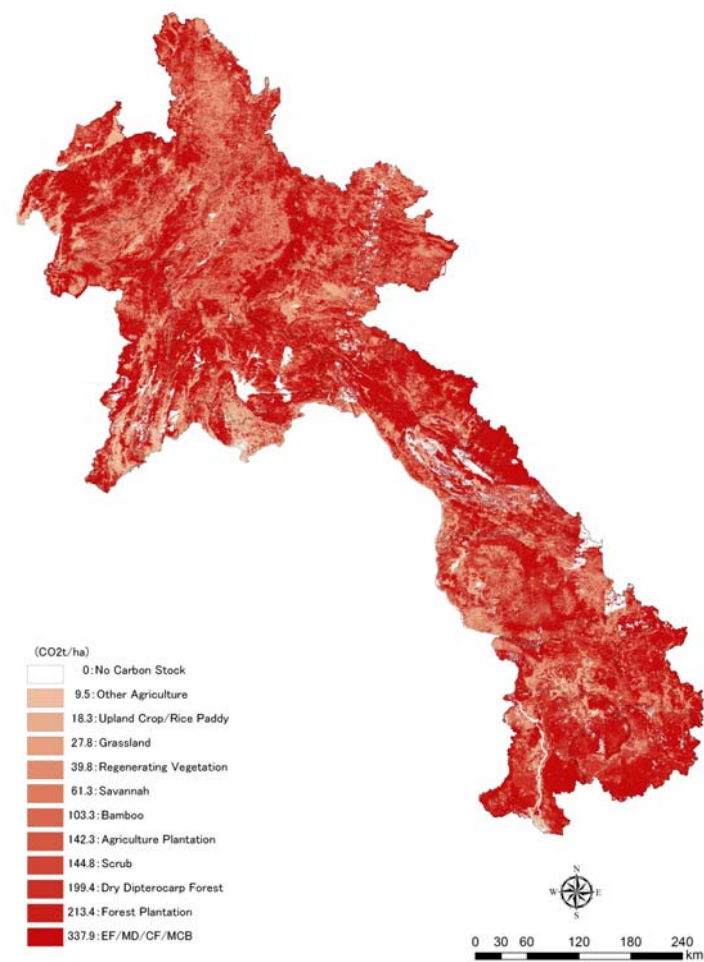 (CO2t/ha)
0:No Carbon Stock
9.5:Other Agriculture
18.3:Upland Crop/Rice Paddy
27.8:Grassland
39.8:Regenerating Vegetation
61.3:Savannah
103.3:Bamboo
142.3:Agriculture Plantation
144.8:Scrub
199.4:Dry Dipterocarp Forest
213.4:Forest Plantation
337.9:EF/MD/CF/MCB
N
W E
S
0 30 60 120 180 240
km